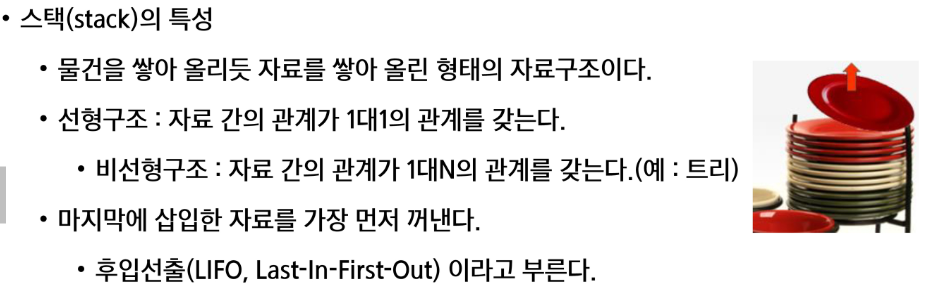 • 스택(stack)의 특성
• 물건을 쌓아 올리듯 자료를 쌓아 올린 형태의 자료구조이다.
• 선형구조 : 자료 간의 관계가 1대1의 관계를 갖는다.
• 비선형구조 : 자료 간의 관계가 1대N의 관계를 갖는다.(예 : 트리)
• 마지막에 삽입한 자료를 가장 먼저 꺼낸다.
• 후입선출(LIFO, Last-In-First-Out) 이라고 부른다.